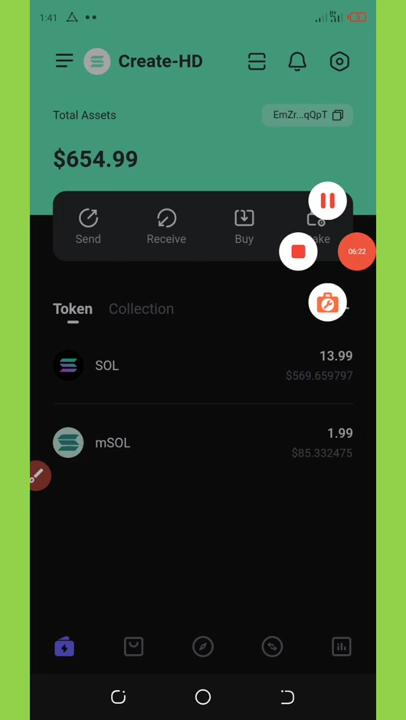 1:41
Create-HD
Total Assets
EmZr...qQpT
$654.99
Send
Receive
Buy
06:22
Token
Collection
SOL
13.99
$569.659797
mSOL
1.99
$85.332475